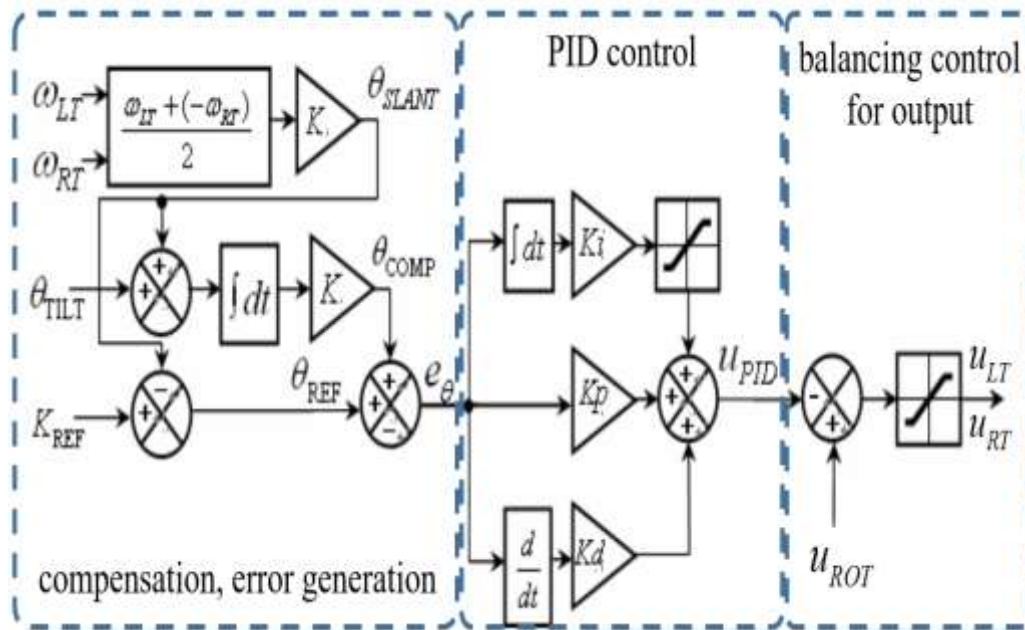 PID control
balancing control
for output
ω_LT
ω_RT
ω_LT + (-ω_RT)
2
K
θ_SLANT
θ_TILT
+
+
∫ dt
K
θ_COMP
K_REF
-
+
θ_REF
+
+
-
e_θ
∫ dt
Ki
Kp
d
dt
Kd
+
+
+
u_PID
-
+
u_ROT
u_LT
u_RT
compensation, error generation